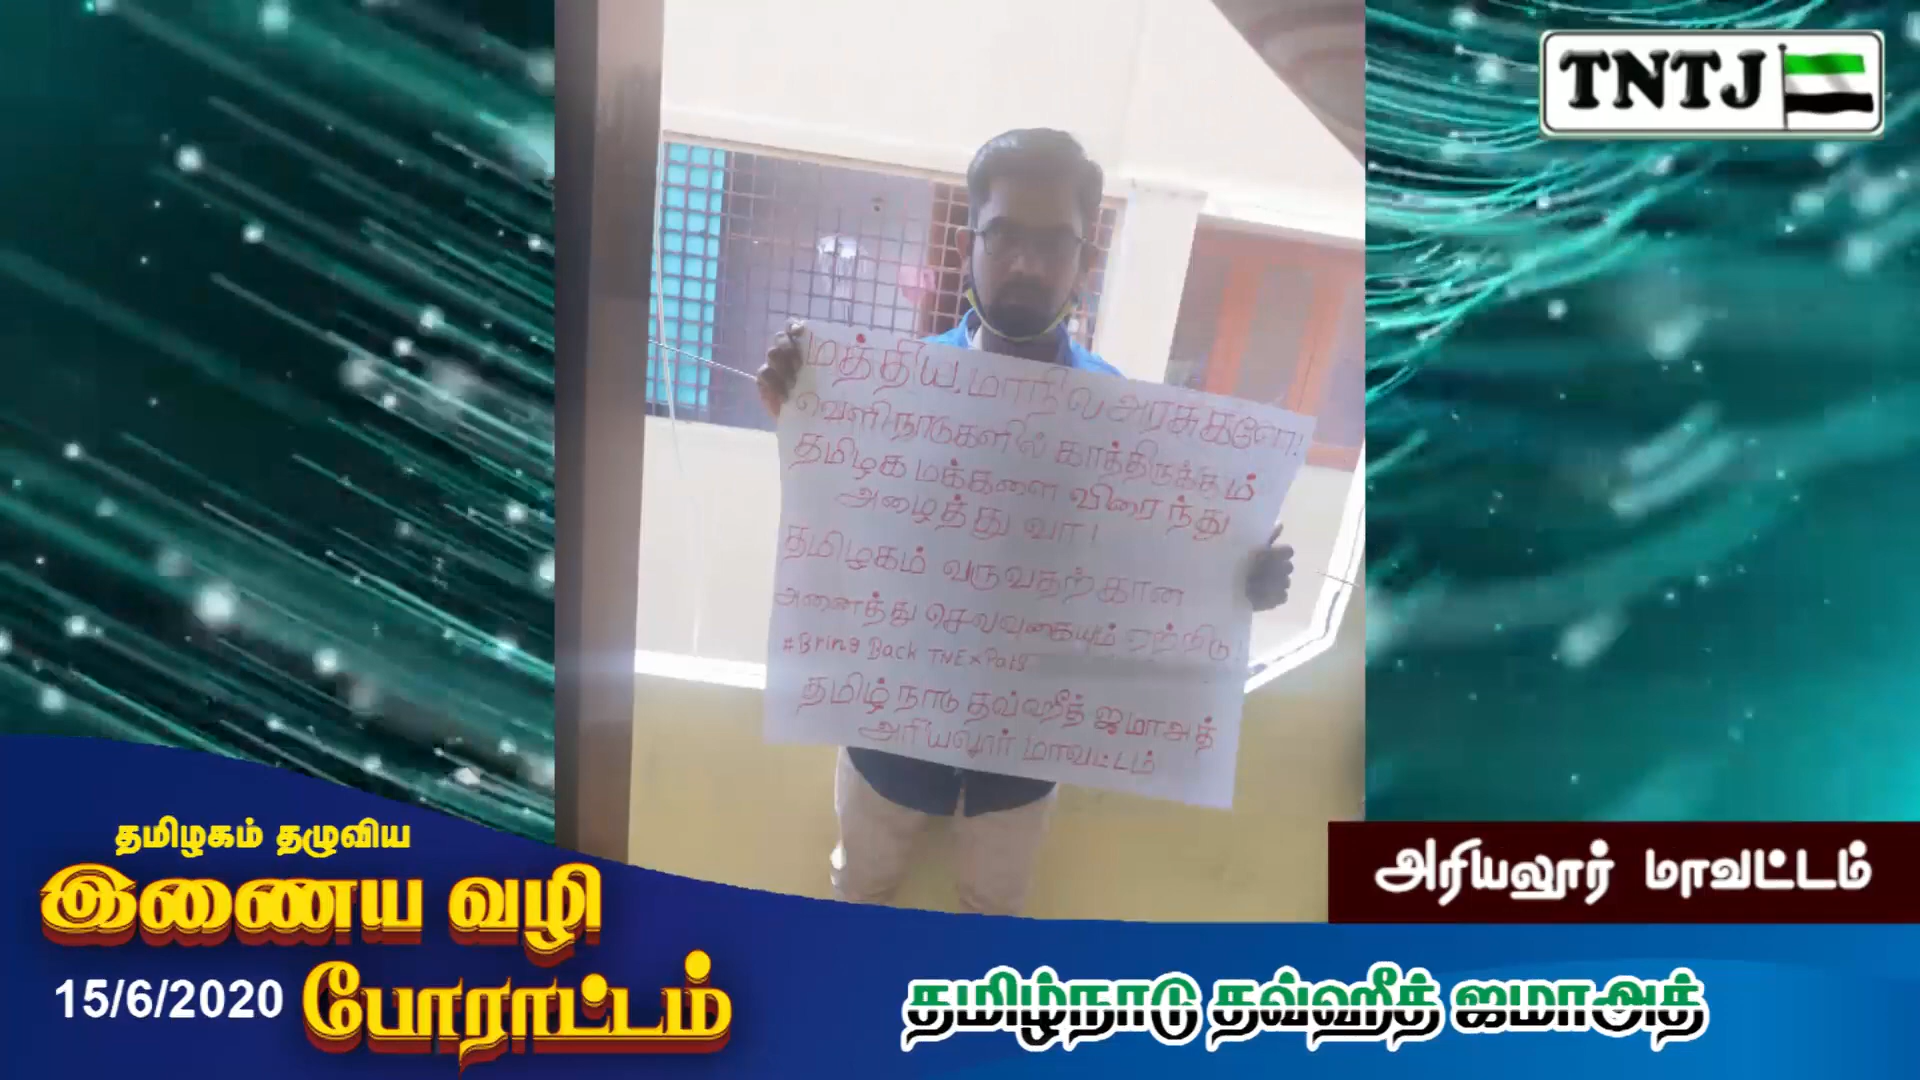 TNTJ
மத்திய, மாநில அரசுகளே!
வெளிநாடுகளில் காத்திருக்கும்
தமிழக மக்களை விரைந்து
அழைத்து வா!
தமிழகம் வருவதற்கான
அனைத்து செலவகையும் ஏற்றிடு!
#Bring Back TNExPats
தமிழ்நாடு தவ்ஹீத் ஜமாஅத்
அரியலூர் மாவட்டம்
தமிழகம் தழுவிய
இணைய வழி
15/6/2020 போராட்டம்
அரியலூர் மாவட்டம்
தமிழ்நாடு தவ்ஹீத் ஜமாஅத்